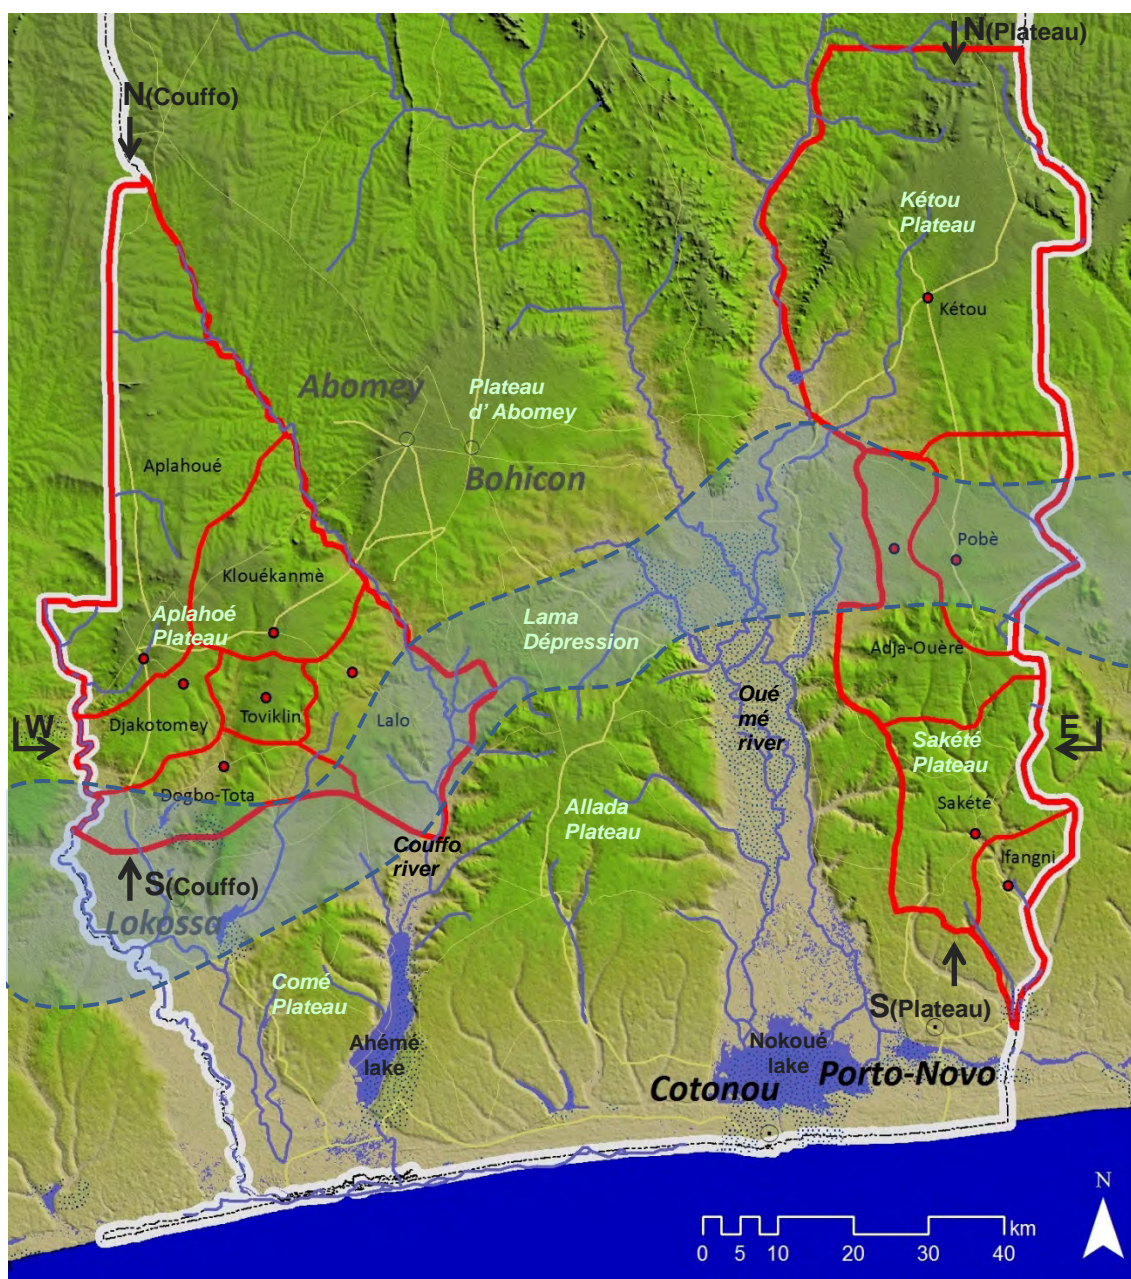 N(Plateau)
N(Couffo)
Kétou
Plateau
Kétou
Abomey
Plateau
d' Abomey
Aplahoué
Bohicon
Pobè
Klouékanmè
Aplahoé
Plateau
Lama
Dépression
Adja-Ouère
Oué
mé
river
W
Djakotomey
Toviklin
Lalo
E
Sakété
Plateau
Dogbo-Tota
Allada
Plateau
Sakété
Couffo
river
Ifangni
S(Couffo)
Lokossa
Comé
Plateau
S(Plateau)
Ahémé
lake
Nokoué
lake
Cotonou
Porto-Novo
N
km
0 5 10 20 30 40